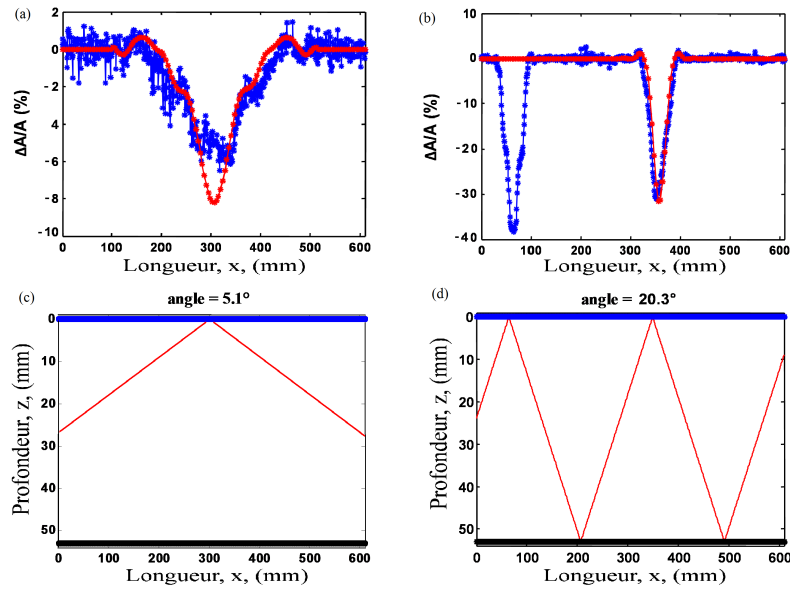 (a)
2
0
-2
-4
-6
-8
-10
ΔA/A (%)
0 100 200 300 400 500 600
Longueur, x, (mm)
(b)
10
0
-10
-20
-30
-40
ΔA/A (%)
0 100 200 300 400 500 600
Longueur, x, (mm)
(c)
angle = 5.1°
0
10
20
30
40
50
Profondeur, z, (mm)
0 100 200 300 400 500 600
Longueur, x, (mm)
(d)
angle = 20.3°
0
10
20
30
40
50
Profondeur, z, (mm)
0 100 200 300 400 500 600
Longueur, x, (mm)